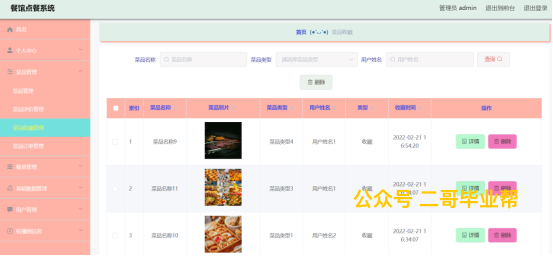 餐馆点餐系统
管理员 admin 退出到前台 退出登录
首页
个人中心
菜品管理
菜品管理
菜品评价管理
菜品收藏管理
菜品订单管理
餐桌管理
基础数据管理
用户管理
轮播图信息
首页 (●'◡'●) 菜品收藏
菜品名称 菜品名称 菜品类型 请选择菜品类型 用户姓名 用户姓名 查询
删除
索引 菜品名称 菜品照片 菜品类型 用户姓名 类型 收藏时间 操作
1 菜品名称9 菜品类型4 用户姓名1 收藏 2022-02-21 1
6:54:20 详情 删除
2 菜品名称11 菜品类型3 用户姓名1 收藏 2022-02-21 1
详情 删除
公众号 二哥毕业帮
3 菜品名称10 菜品类型1 用户姓名2 收藏 2022-02-21 1
6:34:07 详情 删除